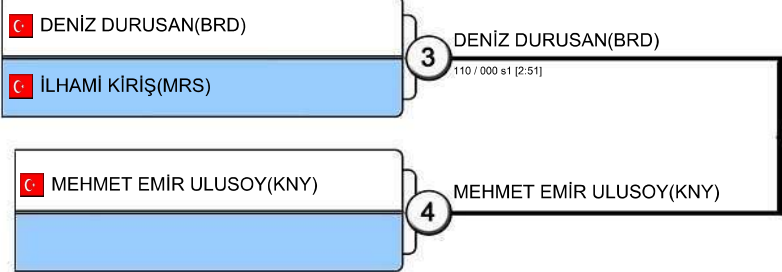 DENİZ DURUSAN(BRD)
3
DENİZ DURUSAN(BRD)
110 / 000 s1 [2:51]
İLHAMİ KİRİŞ(MRS)
MEHMET EMİR ULUSOY(KNY)
4
MEHMET EMİR ULUSOY(KNY)